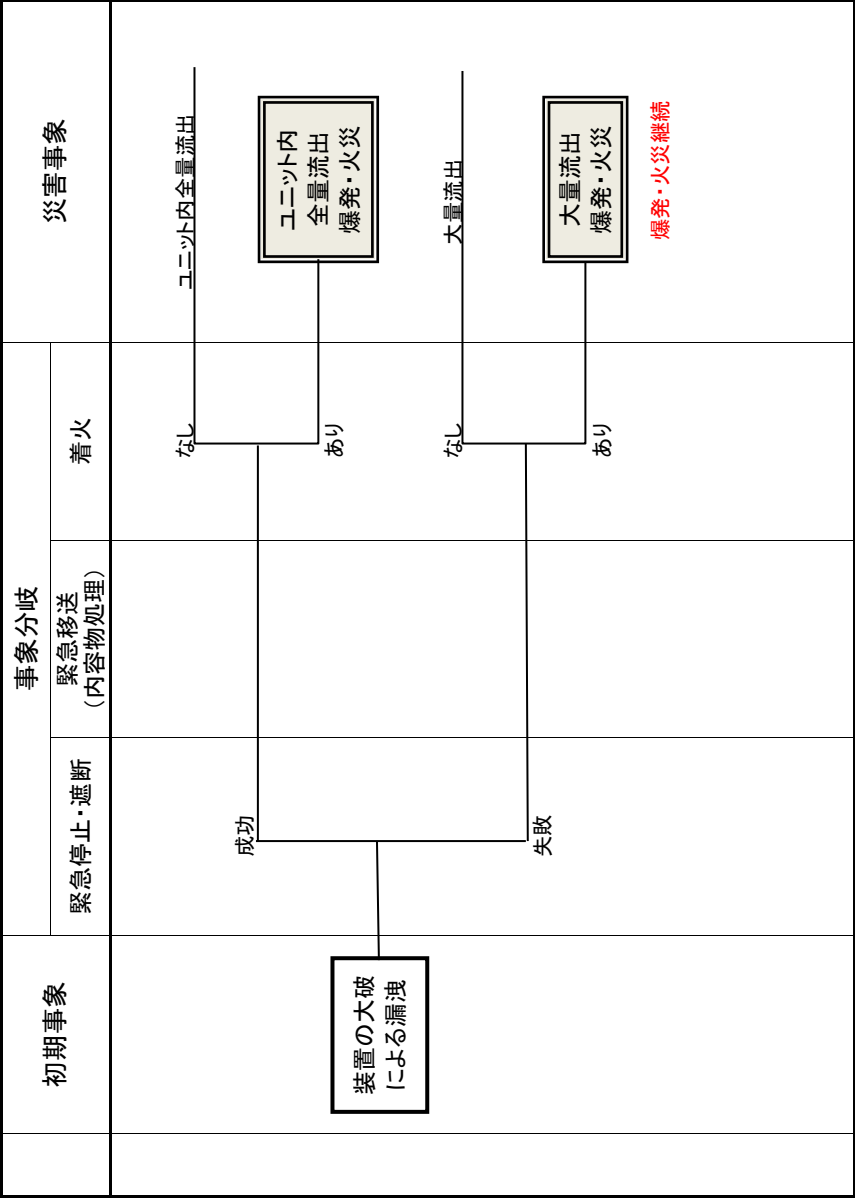 初期事象
事象分岐
災害事象
緊急停止・遮断
緊急移送
（内容物処理）
着火
装置の大破
による漏洩
成功
失敗
なし
あり
なし
あり
ユニット内全量流出
ユニット内
全量流出
爆発・火災
大量流出
大量流出
爆発・火災
爆発・火災継続